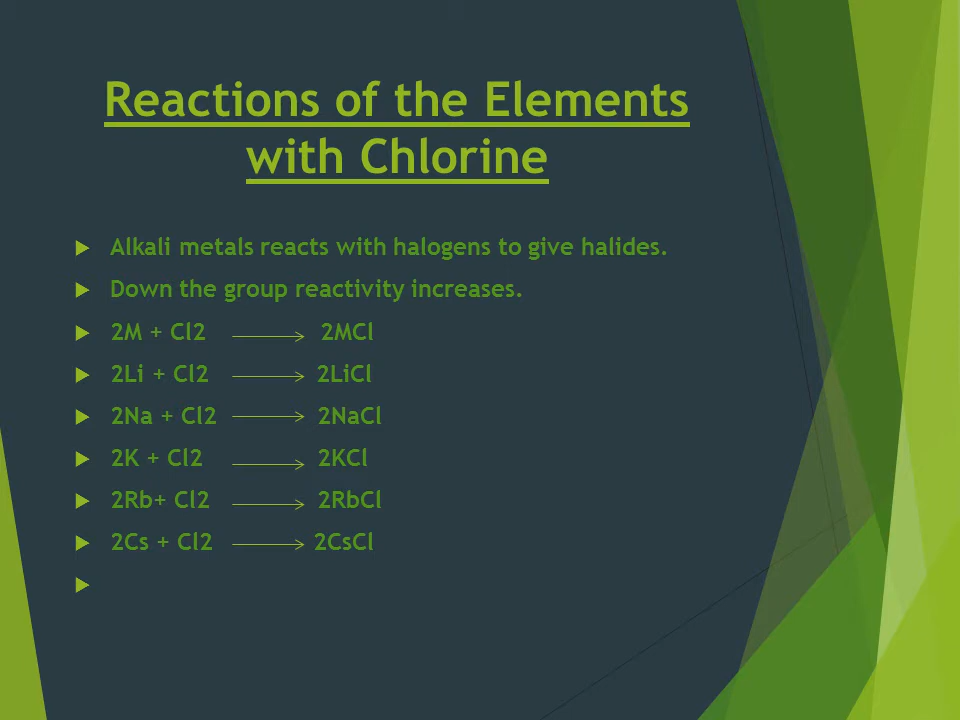 Reactions of the Elements
with Chlorine
Alkali metals reacts with halogens to give halides.
Down the group reactivity increases.
2M + Cl2 ⟶ 2MCl
2Li + Cl2 ⟶ 2LiCl
2Na + Cl2 ⟶ 2NaCl
2K + Cl2 ⟶ 2KCl
2Rb+ Cl2 ⟶ 2RbCl
2Cs + Cl2 ⟶ 2CsCl